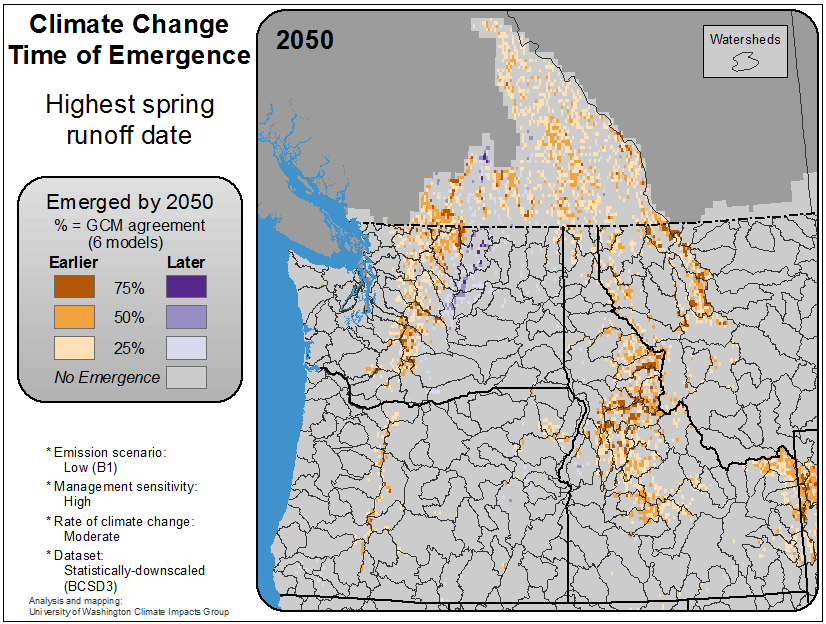 Climate Change
Time of Emergence
Highest spring
runoff date
Emerged by 2050
% = GCM agreement
(6 models)
Earlier Later
75%
50%
25%
No Emergence
* Emission scenario:
Low (B1)
* Management sensitivity:
High
* Rate of climate change:
Moderate
* Dataset:
Statistically-downscaled
(BCSD3)
Analysis and mapping:
University of Washington Climate Impacts Group
2050
Watersheds